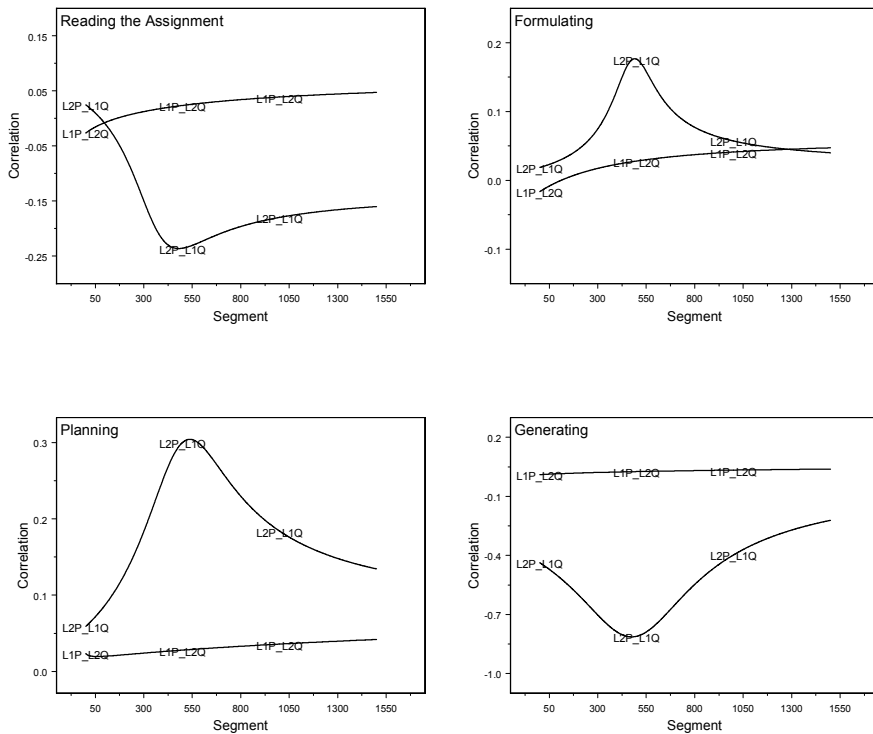 Reading the Assignment
0.15
0.05
-0.05
-0.15
-0.25
Correlation
L2P_L1Q
L1P_L2Q
L1P_L2Q
L1P_L2Q
L2P_L1Q
L2P_L1Q
50 300 550 800 1050 1300 1550
Segment
Formulating
0.2
0.1
0.0
-0.1
Correlation
L2P_L1Q
L2P_L1Q
L2P_L1Q
L1P_L2Q
L1P_L2Q
L1P_L2Q
50 300 550 800 1050 1300 1550
Segment
Planning
0.3
0.2
0.1
0.0
Correlation
L2P_L1Q
L2P_L1Q
L2P_L1Q
L1P_L2Q
L1P_L2Q
L1P_L2Q
50 300 550 800 1050 1300 1550
Segment
Generating
0.2
-0.1
-0.4
-0.7
-1.0
Correlation
L1P_L2Q
L1P_L2Q
L1P_L2Q
L2P_L1Q
L2P_L1Q
L2P_L1Q
50 300 550 800 1050 1300 1550
Segment